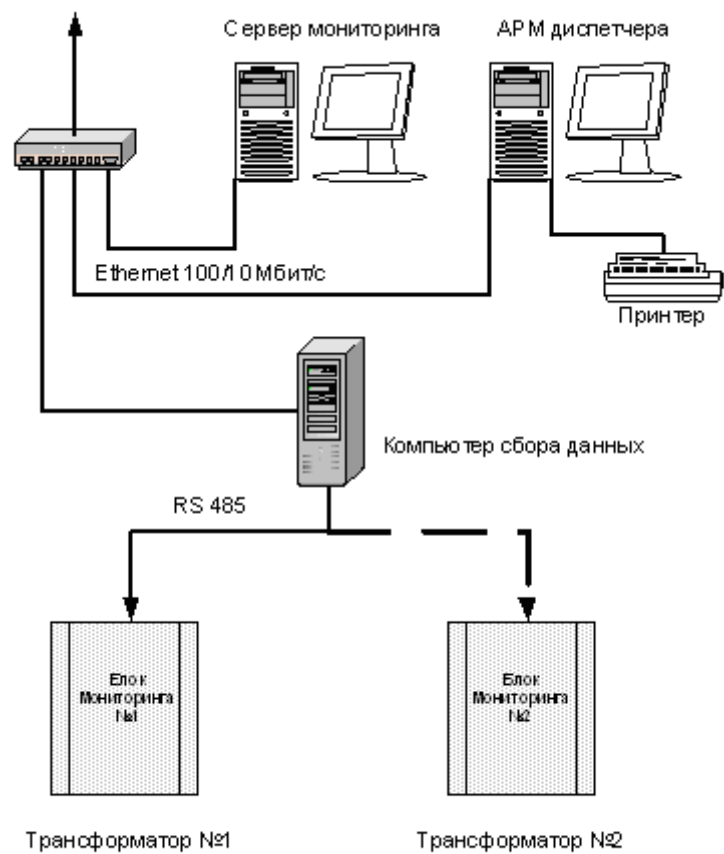 Сервер мониторинга
АРМ диспетчера
Ethernet 100/10 Мбит/с
Принтер
Компьютер сбора данных
RS 485
Блок
Мониторинга
№1
Блок
Мониторинга
№2
Трансформатор №1
Трансформатор №2